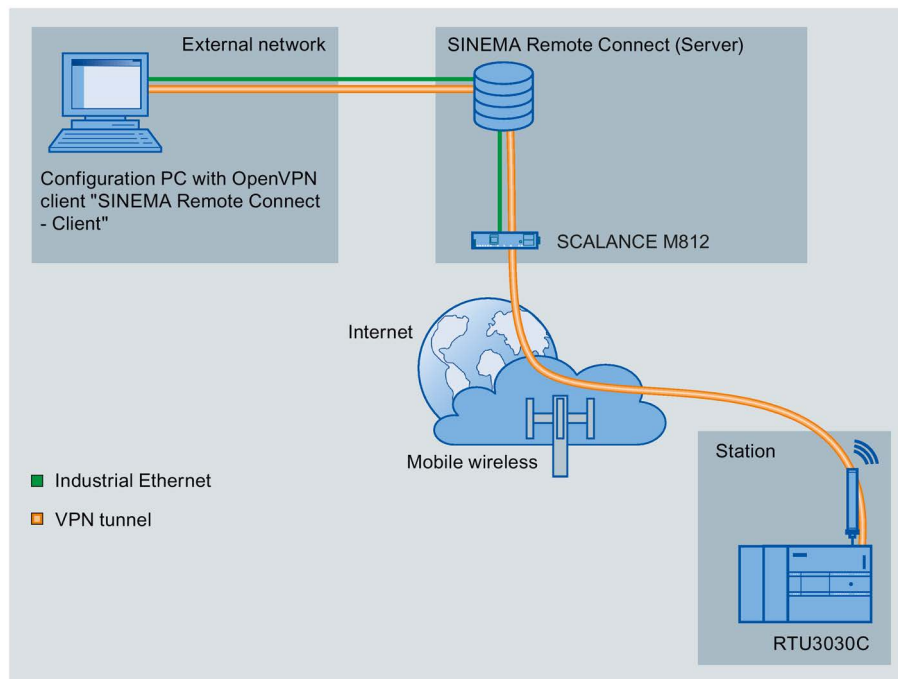 External network
SINEMA Remote Connect (Server)
Configuration PC with OpenVPN
client "SINEMA Remote Connect
- Client"
SCALANCE M812
Internet
Mobile wireless
Station
Industrial Ethernet
VPN tunnel
RTU3030C